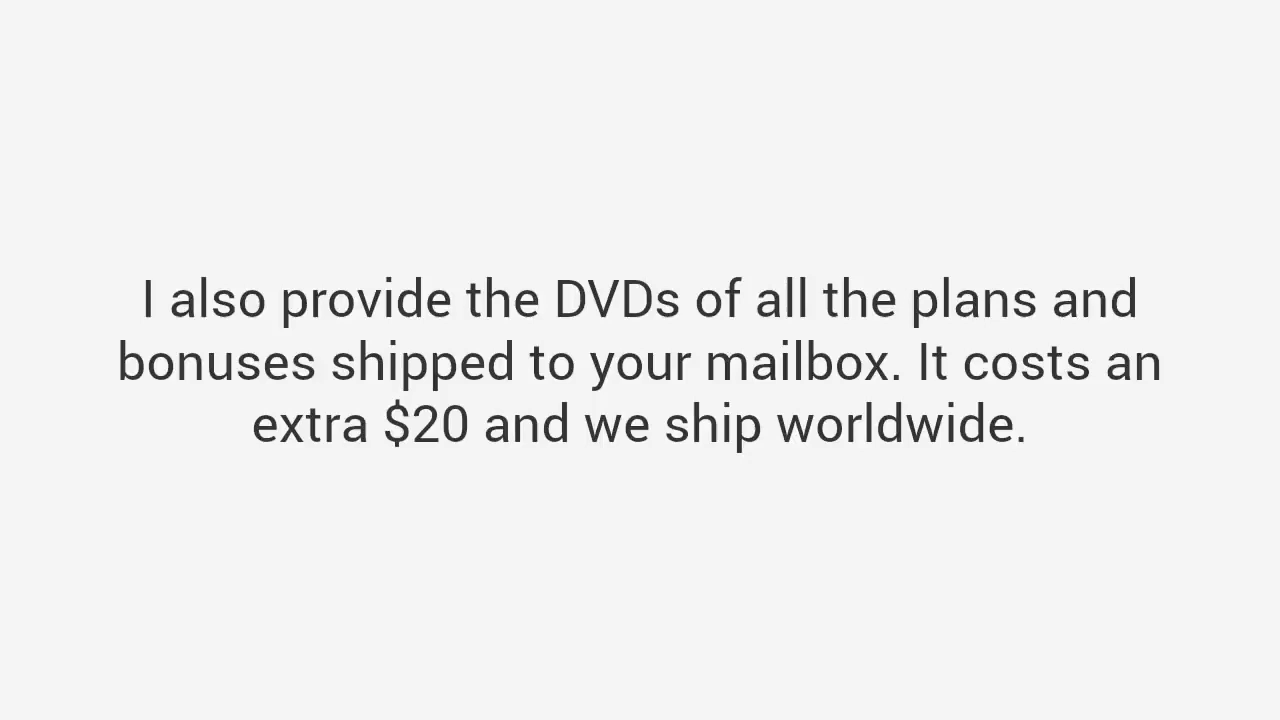 I also provide the DVDs of all the plans and
bonuses shipped to your mailbox. It costs an
extra $20 and we ship worldwide.